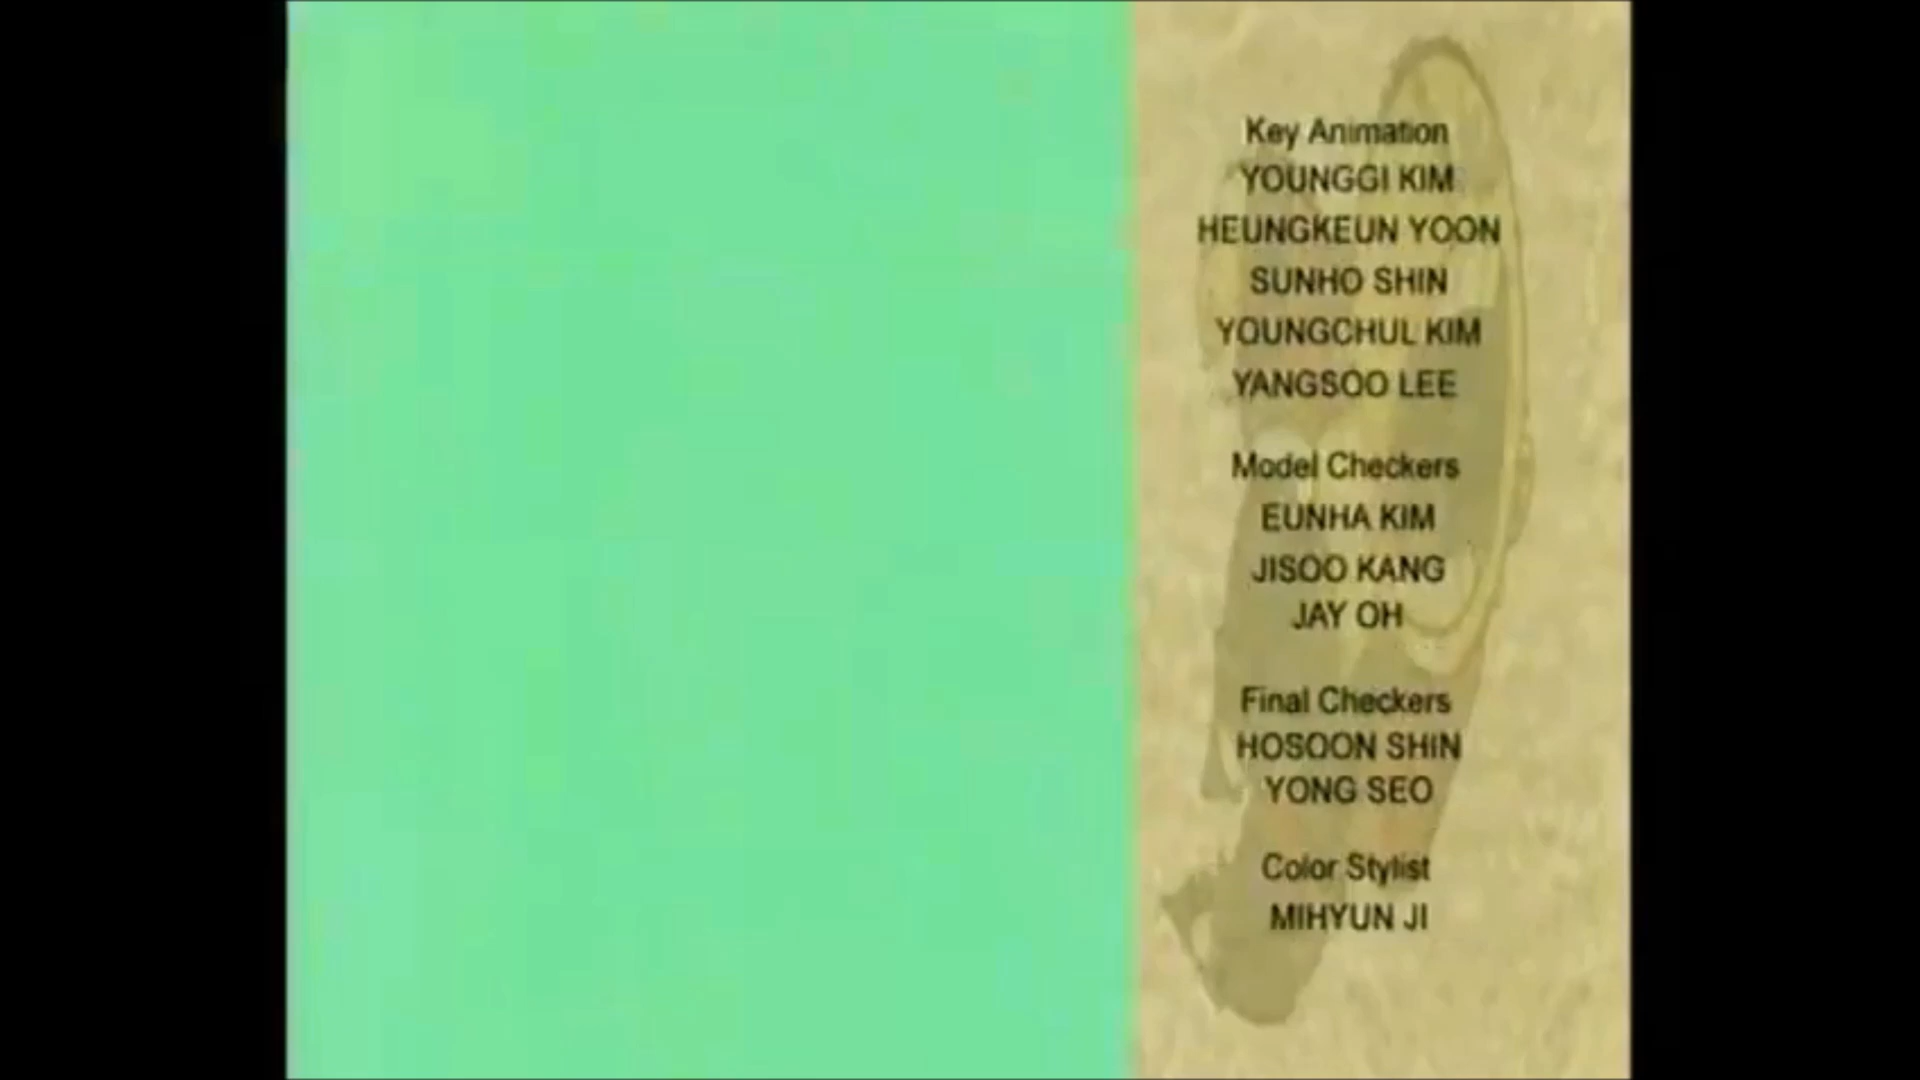 Key Animation
YOUNGGI KIM
HEUNGKEUN YOON
SUNHO SHIN
YOUNGCHUL KIM
YANGSOO LEE
Model Checkers
EUNHA KIM
JISOO KANG
JAY OH
Final Checkers
HOSOON SHIN
YONG SEO
Color Stylist
MIHYUN JI